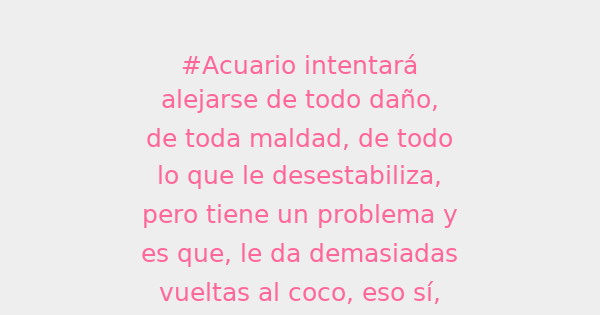 #Acuario intentará
alejarse de todo daño,
de toda maldad, de todo
lo que le desestabiliza,
pero tiene un problema y
es que, le da demasiadas
vueltas al coco, eso sí,